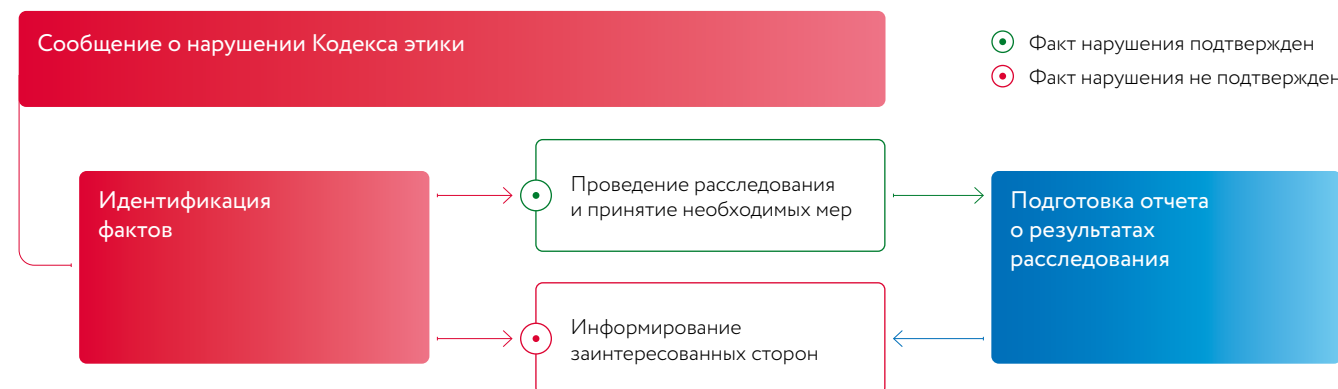 Сообщение о нарушении Кодекса этики
Факт нарушения подтвержден
Факт нарушения не подтвержден
Идентификация
фактов
Проведение расследования
и принятие необходимых мер
Подготовка отчета
о результатах
расследования
Информирование
заинтересованных сторон